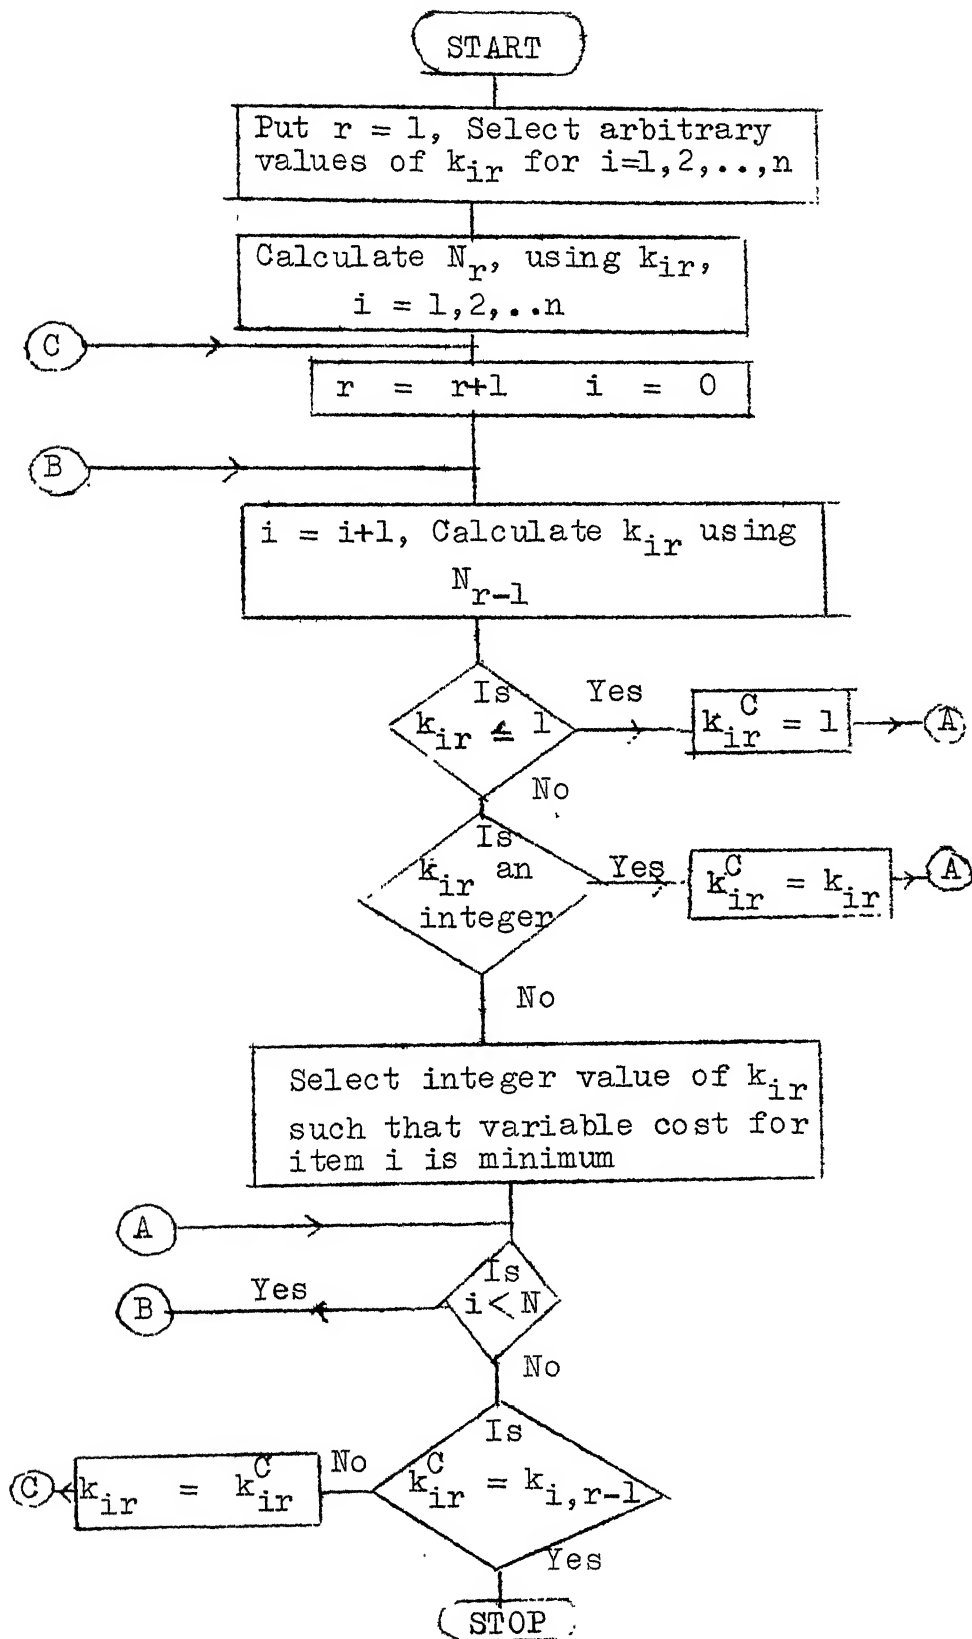 START
Put r = 1, Select arbitrary
values of k_ir for i=1,2,..,n
Calculate N_r, using k_ir,
i = 1,2,..n
C
r = r+1 i = 0
B
i = i+1, Calculate k_ir using
N_r-1
Is
k_ir ≤ 1
Yes
k_ir^C = 1
A
No
Is
k_ir an
integer
Yes
k_ir^C = k_ir
A
No
Select integer value of k_ir
such that variable cost for
item i is minimum
A
Is
i < N
Yes
B
No
Is
k_ir^C = k_i,r-1
No
k_ir = k_ir^C
C
Yes
STOP